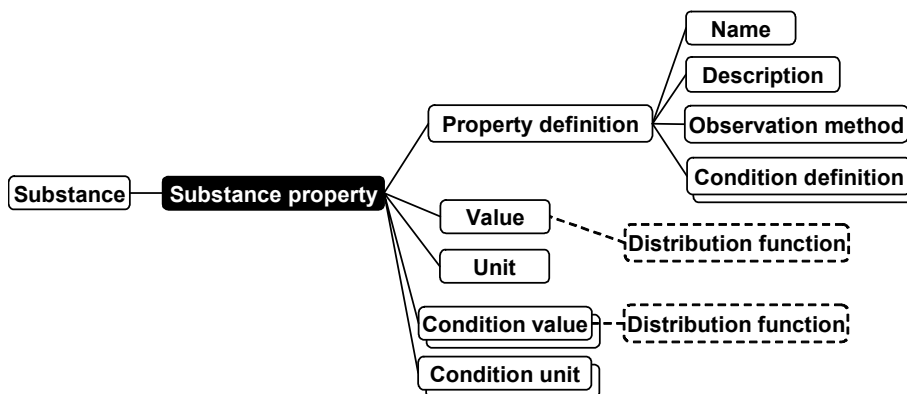 Name
Description
Property definition
Observation method
Condition definition
Substance
Substance property
Value
Distribution function
Unit
Condition value
Distribution function
Condition unit